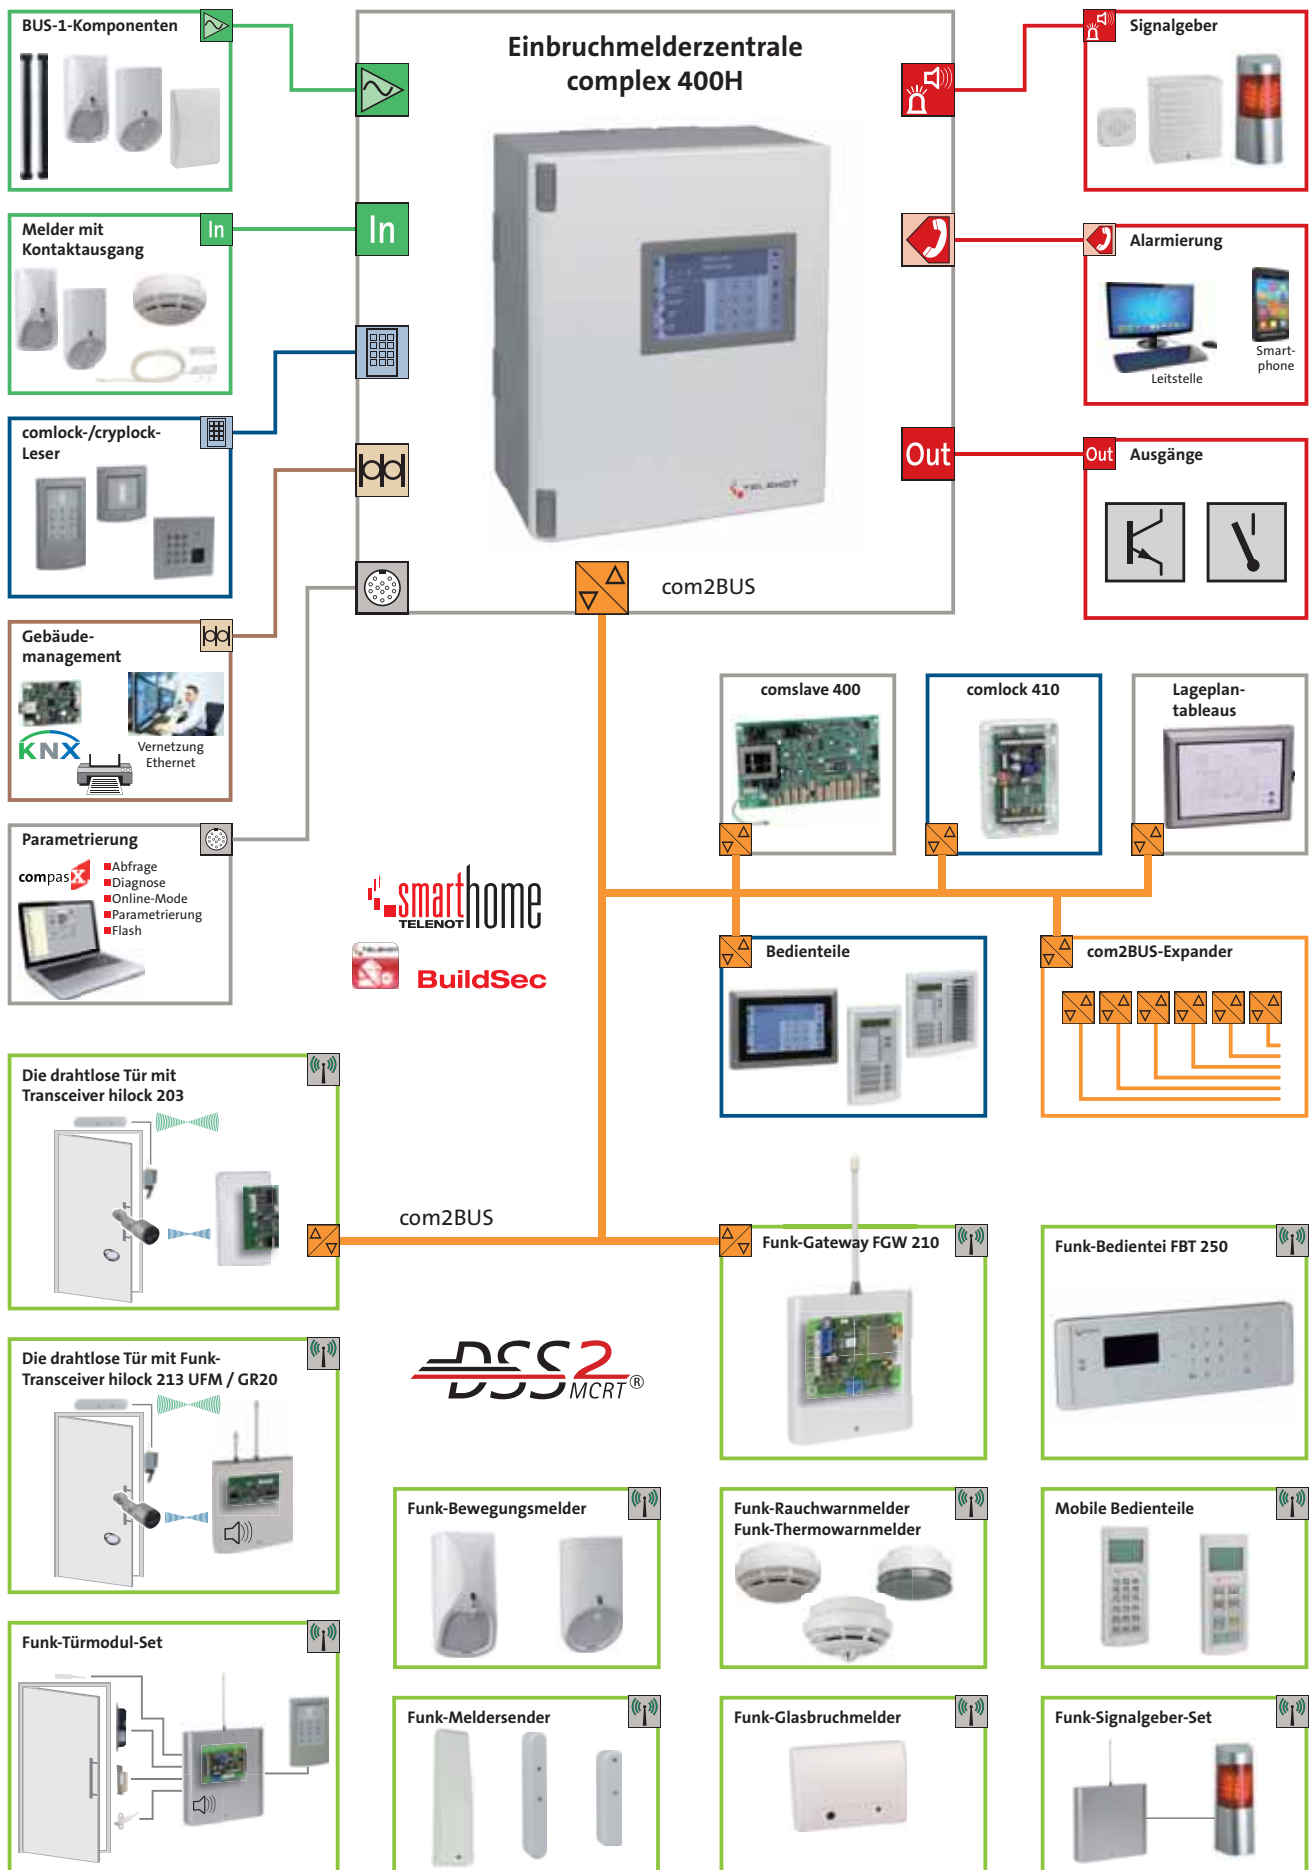 BUS-1-Komponenten
Einbruchmelderzentrale
complex 400H
TELENOT
Signalgeber
Melder mit
Kontaktausgang
In
In
Alarmierung
Leitstelle
Smart-
phone
comlock-/cryplock-
Leser
Out
Out
Ausgänge
com2BUS
Gebäude-
management
KNX
Vernetzung
Ethernet
Parametrierung
compasX
Abfrage
Diagnose
Online-Mode
Parametrierung
Flash
smarthome
TELENOT
BuildSec
comslave 400
comlock 410
Lageplan-
tableaus
Bedienteile
com2BUS-Expander
Die drahtlose Tür mit
Transceiver hilock 203
com2BUS
Funk-Gateway FGW 210
Funk-Bedientei FBT 250
Die drahtlose Tür mit Funk-
Transceiver hilock 213 UFM / GR20
DSS2
MCRT®
Funk-Bewegungsmelder
Funk-Rauchwarnmelder
Funk-Thermowarnmelder
Mobile Bedienteile
Funk-Türmodul-Set
Funk-Meldersender
Funk-Glasbruchmelder
Funk-Signalgeber-Set